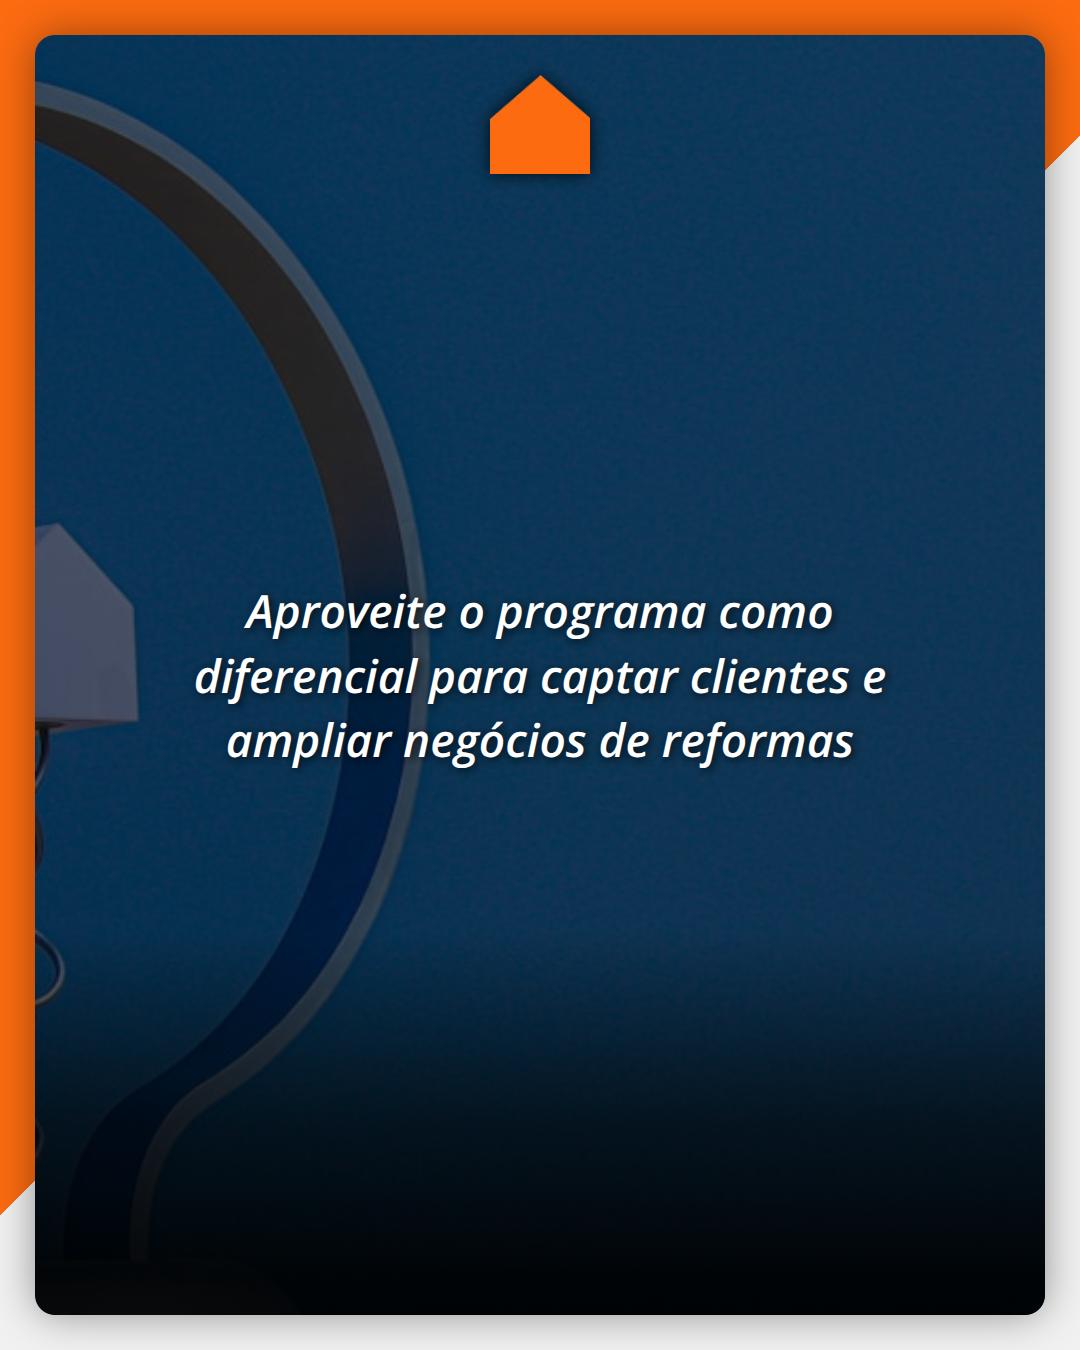 Aproveite o programa como
diferencial para captar clientes e
ampliar negócios de reformas